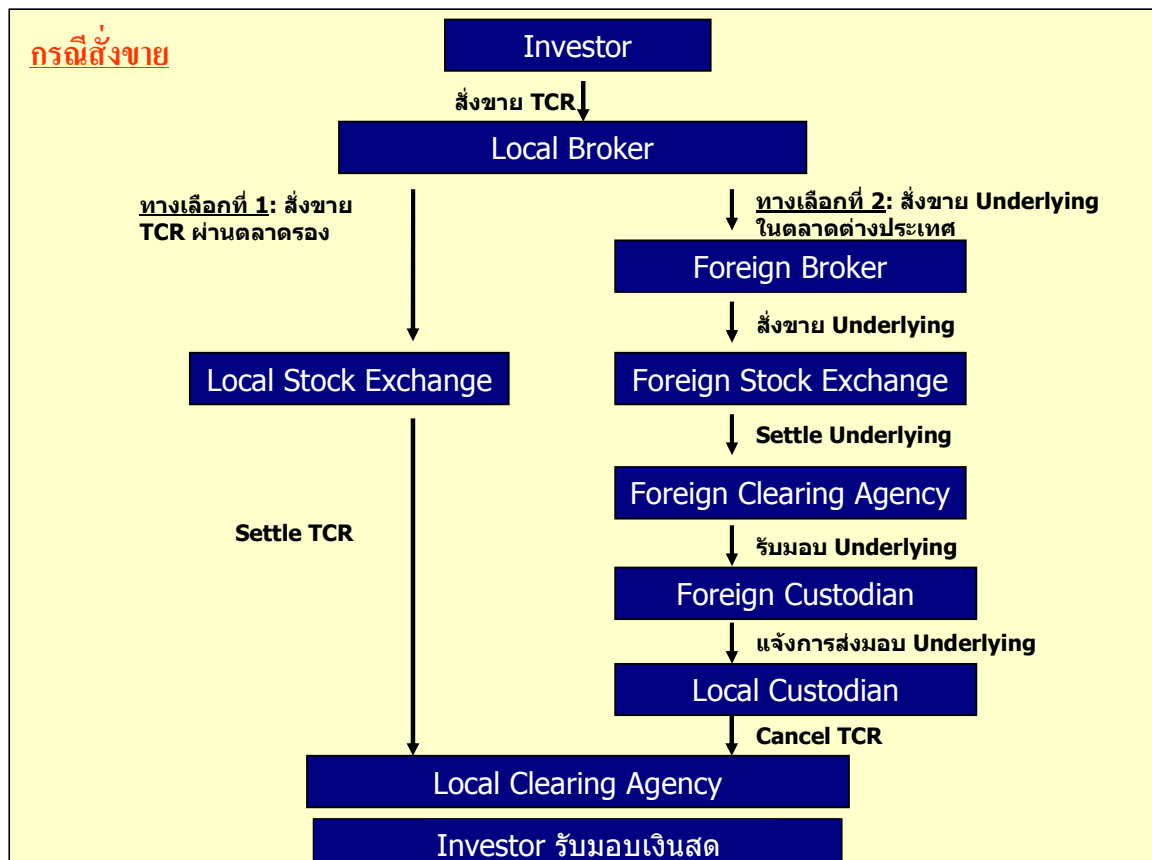 กรณีสั่งขาย
Investor
สั่งขาย TCR
Local Broker
ทางเลือกที่ 1: สั่งขาย
TCR ผ่านตลาดรอง
ทางเลือกที่ 2: สั่งขาย Underlying
ในตลาดต่างประเทศ
Foreign Broker
สั่งขาย Underlying
Local Stock Exchange
Foreign Stock Exchange
Settle Underlying
Foreign Clearing Agency
Settle TCR
รับมอบ Underlying
Foreign Custodian
แจ้งการส่งมอบ Underlying
Local Custodian
Cancel TCR
Local Clearing Agency
Investor รับมอบเงินสด